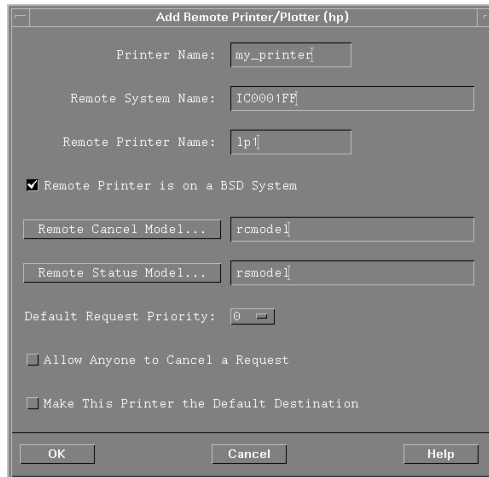 Add Remote Printer/Plotter (hp)
Printer Name: my_printer
Remote System Name: IC0001FF
Remote Printer Name: lp1
Remote Printer is on a BSD System
Remote Cancel Model... rcmodel
Remote Status Model... rsmodel
Default Request Priority: 0
Allow Anyone to Cancel a Request
Make This Printer the Default Destination
OK Cancel Help